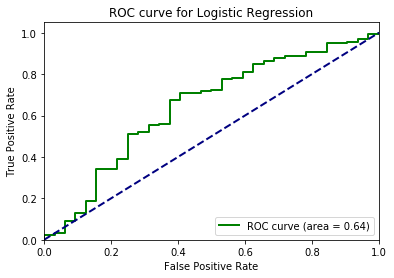 ROC curve for Logistic Regression
True Positive Rate
1.0
0.8
0.6
0.4
0.2
0.0
ROC curve (area = 0.64)
0.0 0.2 0.4 0.6 0.8 1.0
False Positive Rate